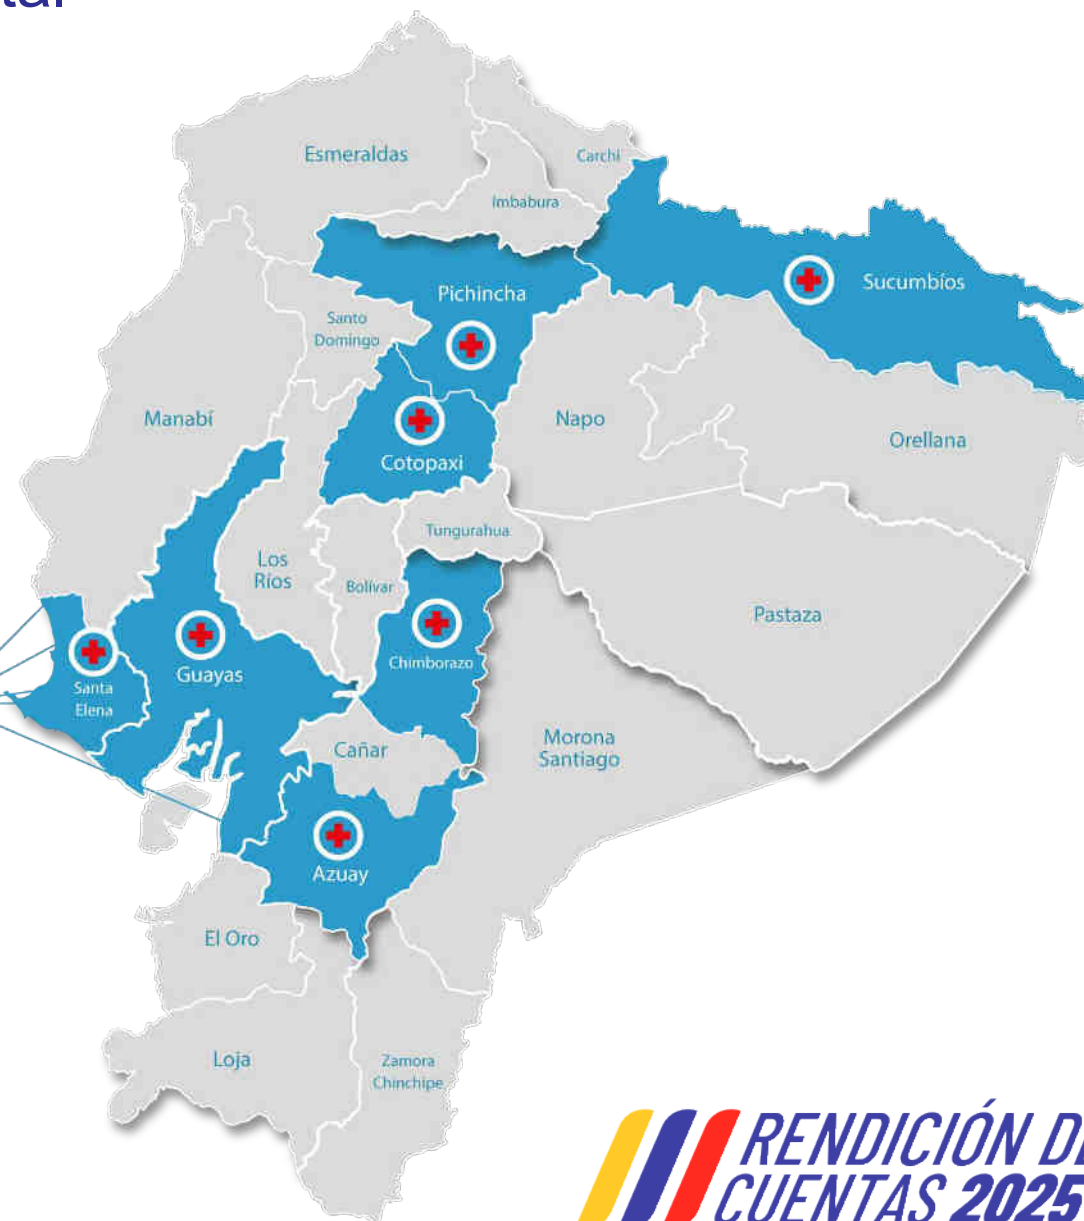 Esmeraldas
Carchi
Imbabura
Sucumbíos
Pichincha
Santo
Domingo
Manabí
Napo
Orellana
Cotopaxi
Tungurahua
Los
Ríos
Bolívar
Pastaza
Chimborazo
Guayas
Santa
Elena
Morona
Santiago
Cañar
Azuay
El Oro
Loja
Zamora
Chinchipe
RENDICIÓN DE
CUENTAS 2025